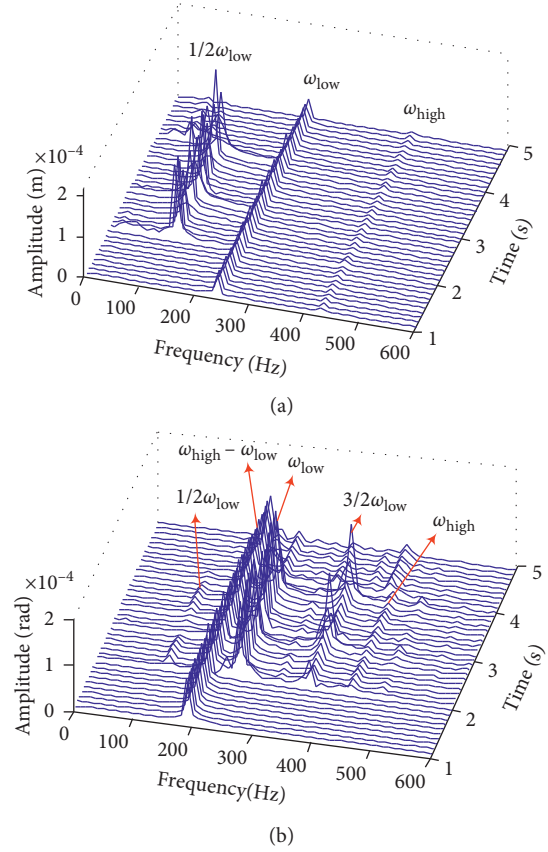 1/2ω_low
ω_low
ω_high
×10⁻⁴
Amplitude (m)
2
1
0
0
100
200
300
400
500
600
Frequency (Hz)
1
2
3
4
5
Time (s)
(a)
ω_high − ω_low
ω_low
1/2ω_low
3/2ω_low
ω_high
×10⁻⁴
Amplitude (rad)
2
1
0
0
100
200
300
400
500
600
Frequency(Hz)
1
2
3
4
5
Time (s)
(b)